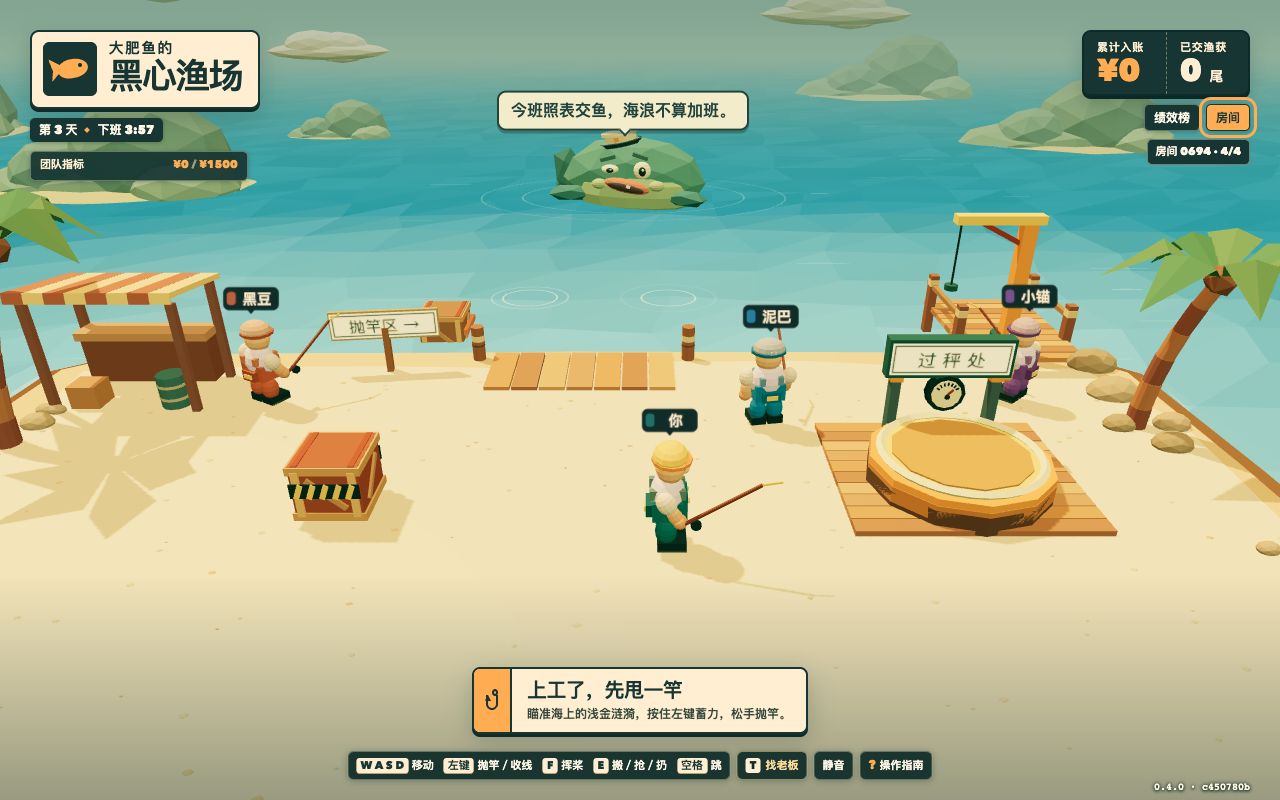 大肥鱼的
黑心渔场
第 3 天 • 下班 3:57
团队指标 ¥0 / ¥1500
今班照表交鱼，海浪不算加班。
累计入账 已交渔获
¥0 0 尾
绩效榜 房间
房间 0694 · 4/4
黑豆
抛竿区 →
泥巴
小锚
过秤处
你
上工了，先甩一竿
瞄准海上的浅金涟漪，按住左键蓄力，松手抛竿。
W A S D 移动 左键 抛竿 / 收线 F 挥桨 E 搬 / 抢 / 扔 空格 跳 T 找老板 静音 ? 操作指南
0.4.0 · c450780b